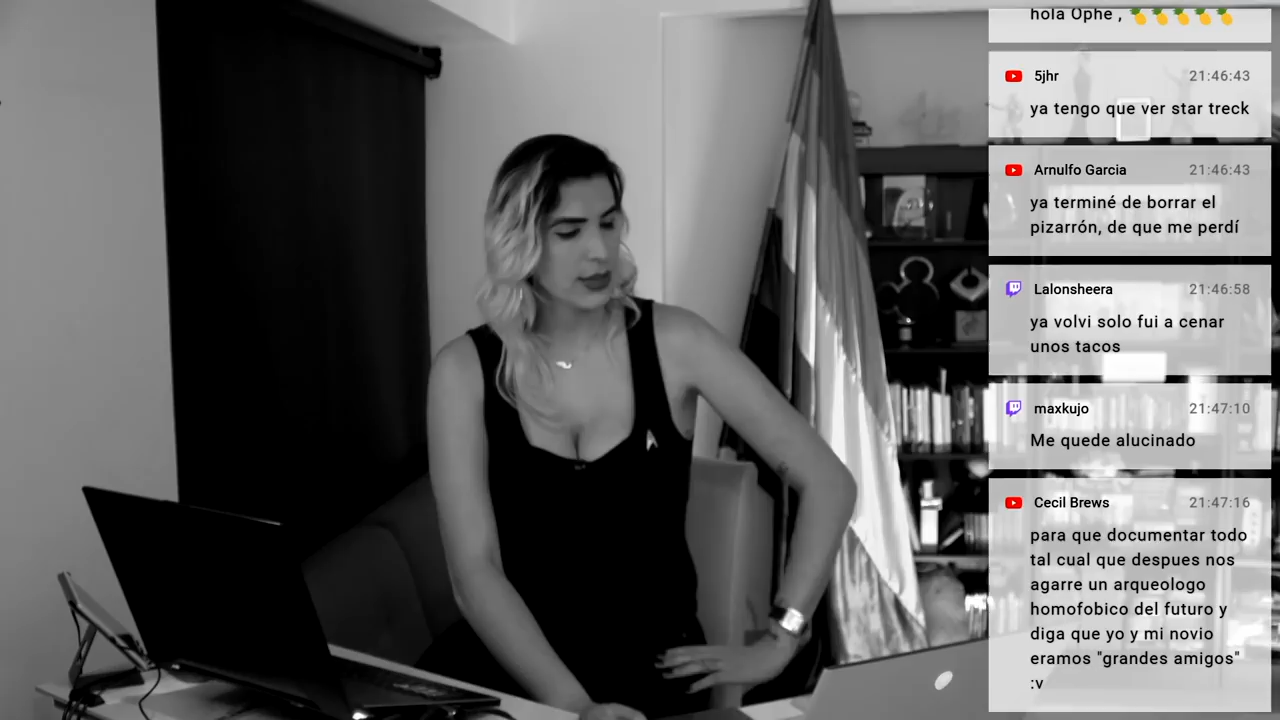 hola Ophe , 🍍🍍🍍🍍🍍
5jhr 21:46:43
ya tengo que ver star treck
Arnulfo Garcia 21:46:43
ya terminé de borrar el
pizarrón, de que me perdí
Lalonsheera 21:46:58
ya volvi solo fui a cenar
unos tacos
maxkujo 21:47:10
Me quede alucinado
Cecil Brews 21:47:16
para que documentar todo
tal cual que despues nos
agarre un arqueologo
homofobico del futuro y
diga que yo y mi novio
eramos "grandes amigos"
:v